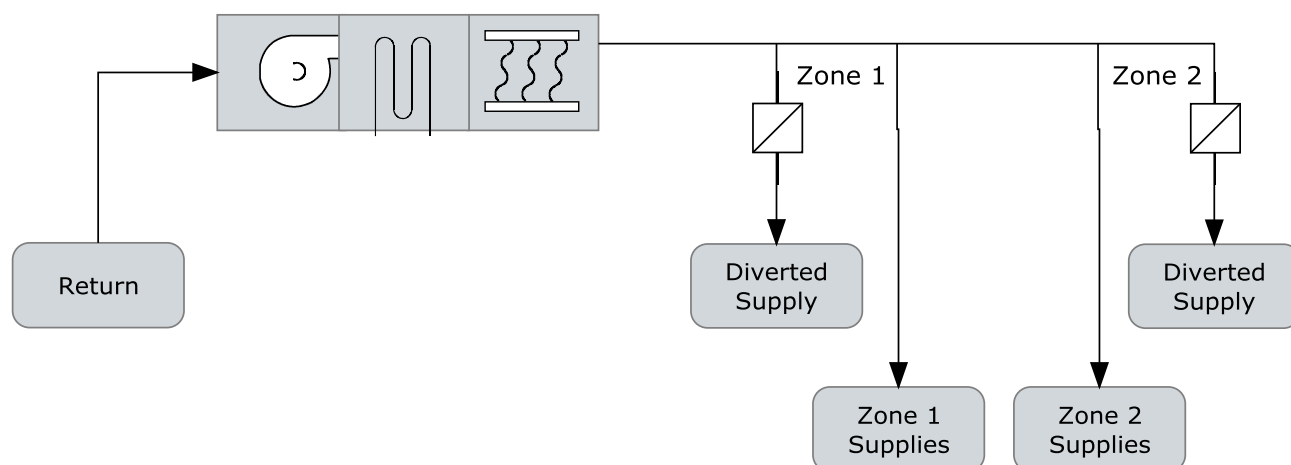 Zone 1
Zone 2
Return
Diverted
Supply
Diverted
Supply
Zone 1
Supplies
Zone 2
Supplies